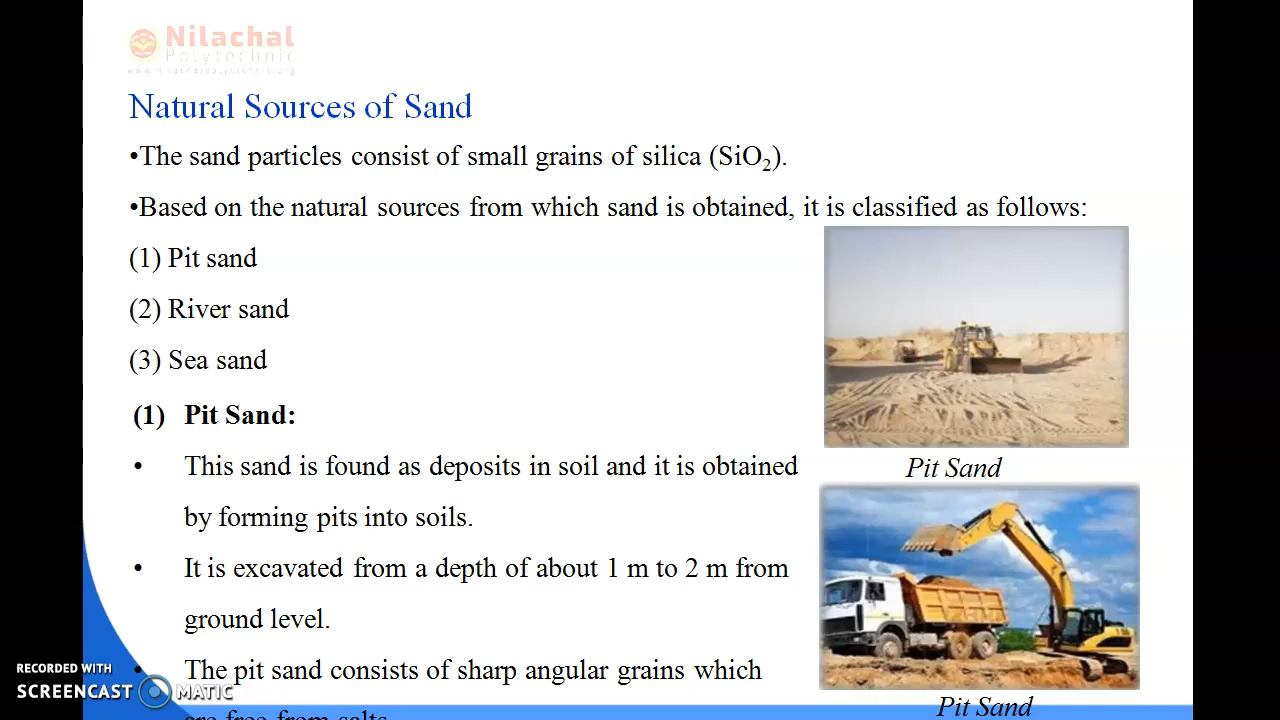 Nilachal
Polytechnic
Natural Sources of Sand
•The sand particles consist of small grains of silica (SiO₂).
•Based on the natural sources from which sand is obtained, it is classified as follows:
(1) Pit sand
(2) River sand
(3) Sea sand
(1) Pit Sand:
• This sand is found as deposits in soil and it is obtained
by forming pits into soils.
Pit Sand
• It is excavated from a depth of about 1 m to 2 m from
ground level.
• The pit sand consists of sharp angular grains which
are free from salts
Pit Sand
RECORDED WITH
SCREENCAST MATIC